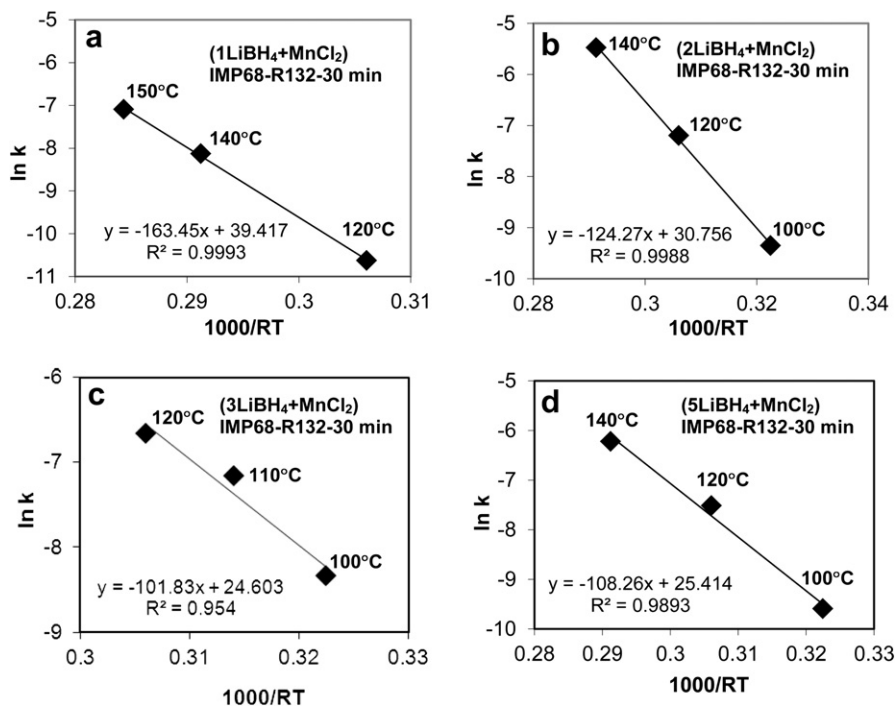 a
(1LiBH₄+MnCl₂)
IMP68-R132-30 min
150°C
140°C
120°C
y = -163.45x + 39.417
R² = 0.9993
ln k
-5
-6
-7
-8
-9
-10
-11
0.28
0.29
0.3
0.31
1000/RT
b
(2LiBH₄+MnCl₂)
IMP68-R132-30 min
140°C
120°C
100°C
y = -124.27x + 30.756
R² = 0.9988
ln k
-5
-6
-7
-8
-9
-10
0.28
0.3
0.32
0.34
1000/RT
c
(3LiBH₄+MnCl₂)
IMP68-R132-30 min
120°C
110°C
100°C
y = -101.83x + 24.603
R² = 0.954
ln k
-6
-7
-8
-9
0.3
0.31
0.32
0.33
1000/RT
d
(5LiBH₄+MnCl₂)
IMP68-R132-30 min
140°C
120°C
100°C
y = -108.26x + 25.414
R² = 0.9893
ln k
-5
-6
-7
-8
-9
-10
0.28
0.29
0.3
0.31
0.32
0.33
1000/RT